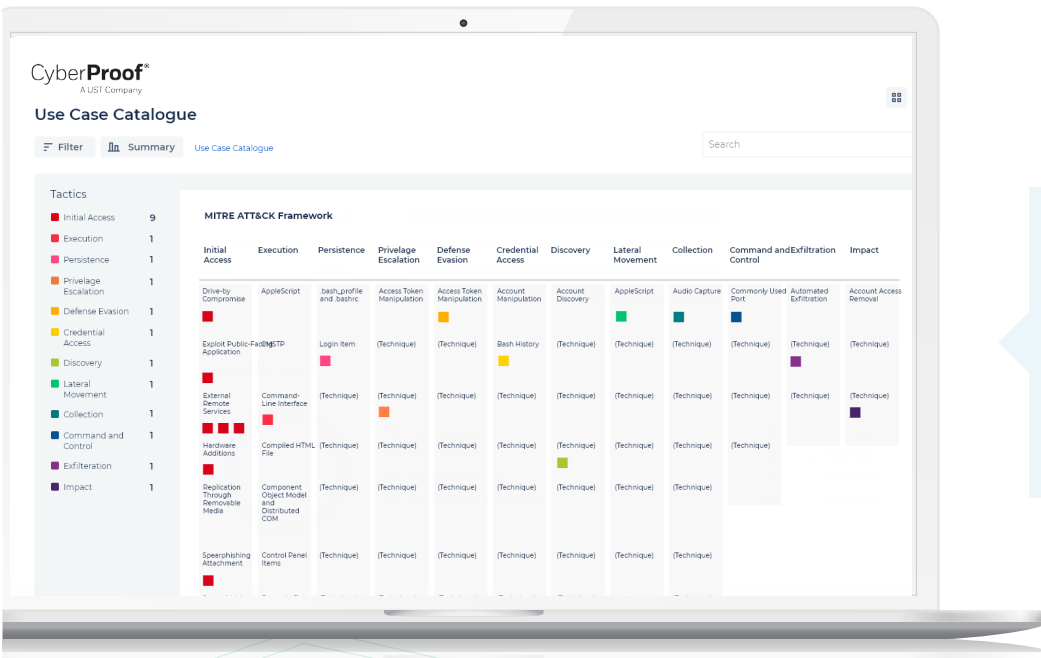 CyberProof®
A UST Company
Use Case Catalogue
Filter
Summary
Use Case Catalogue
Search
Tactics
Initial Access 9
Execution 1
Persistence 1
Privelage 1
Escalation
Defense Evasion 1
Credential 1
Access
Discovery 1
Lateral 1
Movement
Collection 1
Command and 1
Control
Exfilteration 1
Impact 1
MITRE ATT&CK Framework
Initial Access
Execution
Persistence
Privelage Escalation
Defense Evasion
Credential Access
Discovery
Lateral Movement
Collection
Command and Control
Exfiltration
Impact
Drive-by Compromise
AppleScript
.bash_profile and .bashrc
Access Token Manipulation
Access Token Manipulation
Account Manipulation
Account Discovery
AppleScript
Audio Capture
Commonly Used Port
Automated Exfiltration
Account Access Removal
Exploit Public-Facing Application
CMSTP
Login Item
(Technique)
(Technique)
Bash History
(Technique)
(Technique)
(Technique)
(Technique)
(Technique)
(Technique)
External Remote Services
Command-Line Interface
(Technique)
(Technique)
(Technique)
(Technique)
(Technique)
(Technique)
(Technique)
(Technique)
(Technique)
(Technique)
Hardware Additions
Compiled HTML File
(Technique)
(Technique)
(Technique)
(Technique)
(Technique)
(Technique)
(Technique)
(Technique)
Replication Through Removable Media
Component Object Model and Distributed COM
(Technique)
(Technique)
(Technique)
(Technique)
(Technique)
(Technique)
(Technique)
Spearphishing Attachment
Control Panel Items
(Technique)
(Technique)
(Technique)
(Technique)
(Technique)
(Technique)
(Technique)